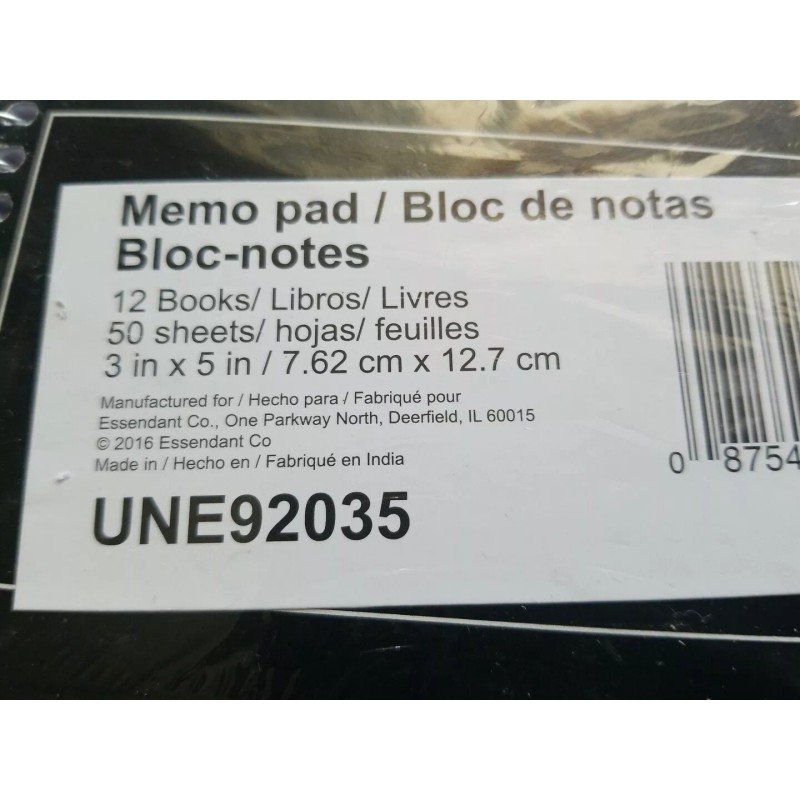 Memo pad / Bloc de notas
Bloc-notes
12 Books/ Libros/ Livres
50 sheets/ hojas/ feuilles
3 in x 5 in / 7.62 cm x 12.7 cm
Manufactured for / Hecho para / Fabriqué pour
Essendant Co., One Parkway North, Deerfield, IL 60015
© 2016 Essendant Co
Made in / Hecho en / Fabriqué en India
UNE92035
0 8754